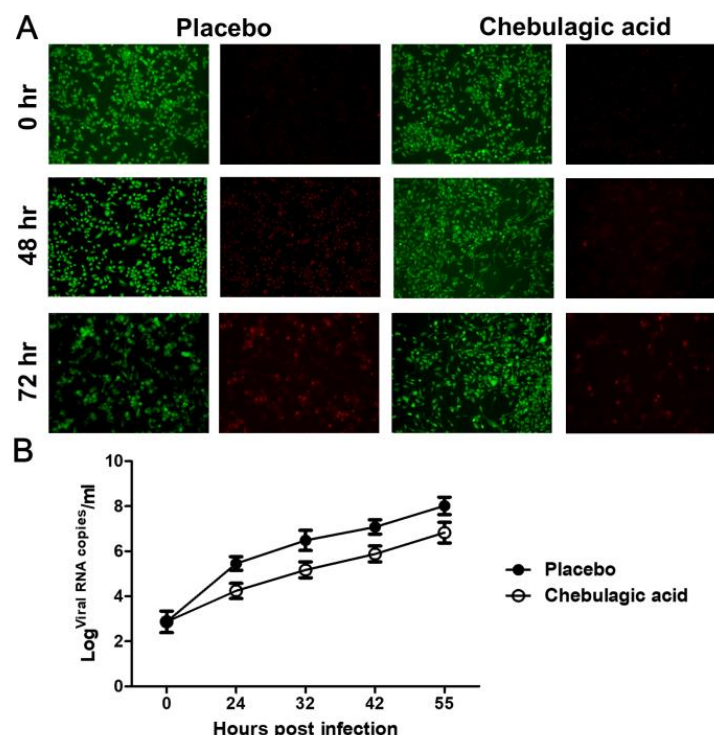 A
Placebo
Chebulagic acid
0 hr
48 hr
72 hr
B
Log Viral RNA copies/ml
10
8
6
4
2
0
0 24 32 42 55
Hours post infection
Placebo
Chebulagic acid